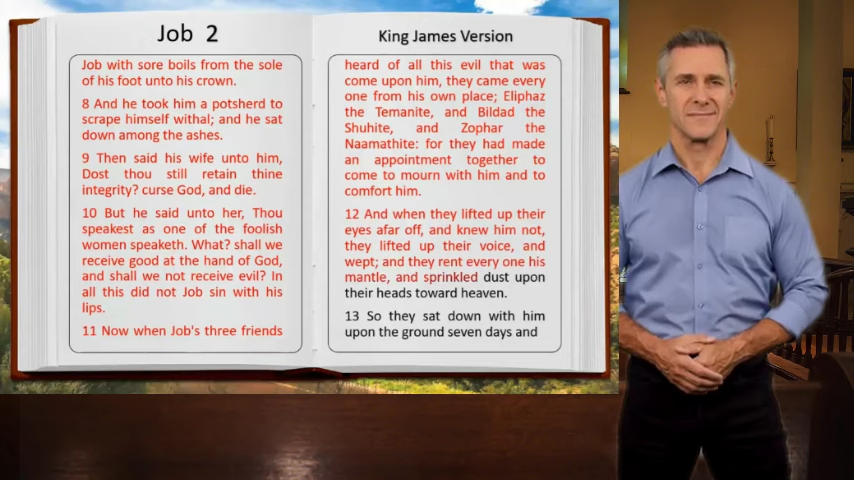 Job 2
Job with sore boils from the sole
of his foot unto his crown.
8 And he took him a potsherd to
scrape himself withal; and he sat
down among the ashes.
9 Then said his wife unto him,
Dost thou still retain thine
integrity? curse God, and die.
10 But he said unto her, Thou
speakest as one of the foolish
women speaketh. What? shall we
receive good at the hand of God,
and shall we not receive evil? In
all this did not Job sin with his
lips.
11 Now when Job's three friends
King James Version
heard of all this evil that was
come upon him, they came every
one from his own place; Eliphaz
the Temanite, and Bildad the
Shuhite, and Zophar the
Naamathite: for they had made
an appointment together to
come to mourn with him and to
comfort him.
12 And when they lifted up their
eyes afar off, and knew him not,
they lifted up their voice, and
wept; and they rent every one his
mantle, and sprinkled dust upon
their heads toward heaven.
13 So they sat down with him
upon the ground seven days and